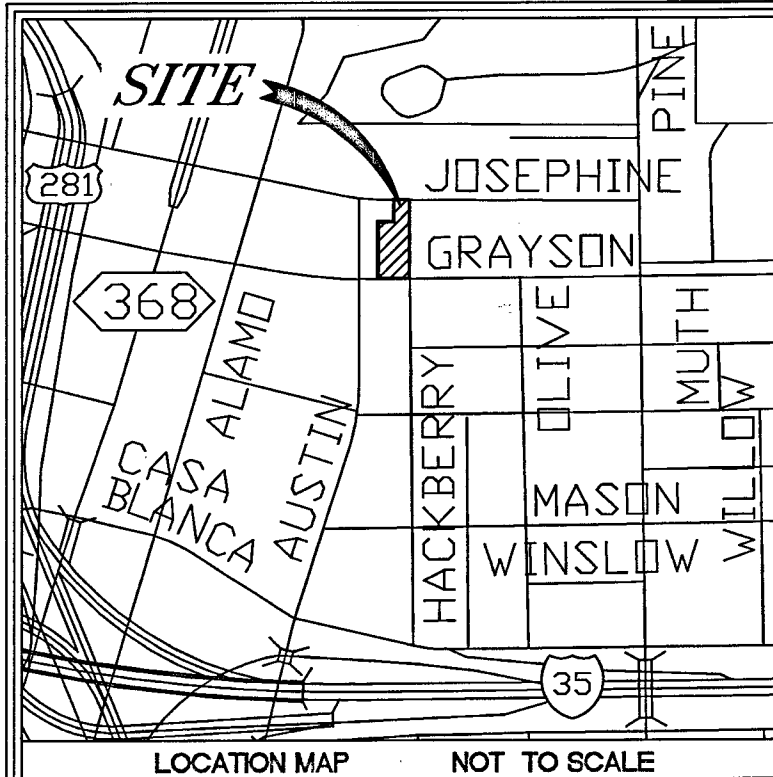 PINE
SITE
JOSEPHINE
281
GRAYSON
368
ALAMO
OLIVE
MUTH
HACKBERRY
AUSTIN
WILLOW
CASA
BLANCA
MASON
WINSLOW
35
LOCATION MAP NOT TO SCALE